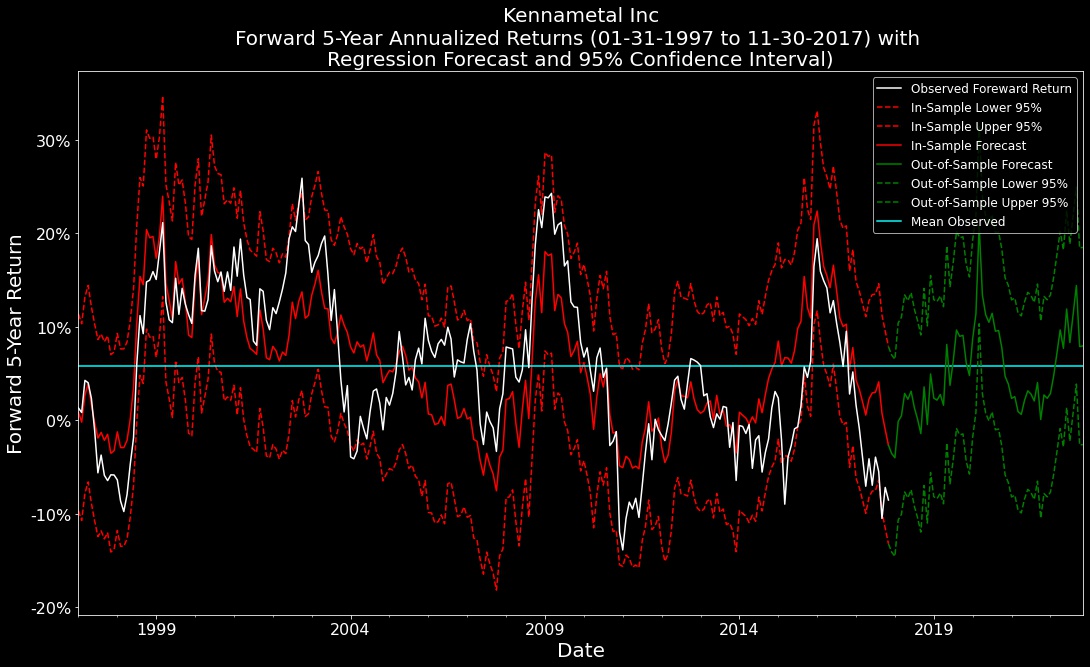 Kennametal Inc
Forward 5-Year Annualized Returns (01-31-1997 to 11-30-2017) with
Regression Forecast and 95% Confidence Interval)
Forward 5-Year Return
30%
20%
10%
0%
-10%
-20%
Observed Foreward Return
In-Sample Lower 95%
In-Sample Upper 95%
In-Sample Forecast
Out-of-Sample Forecast
Out-of-Sample Lower 95%
Out-of-Sample Upper 95%
Mean Observed
1999
2004
2009
2014
2019
Date